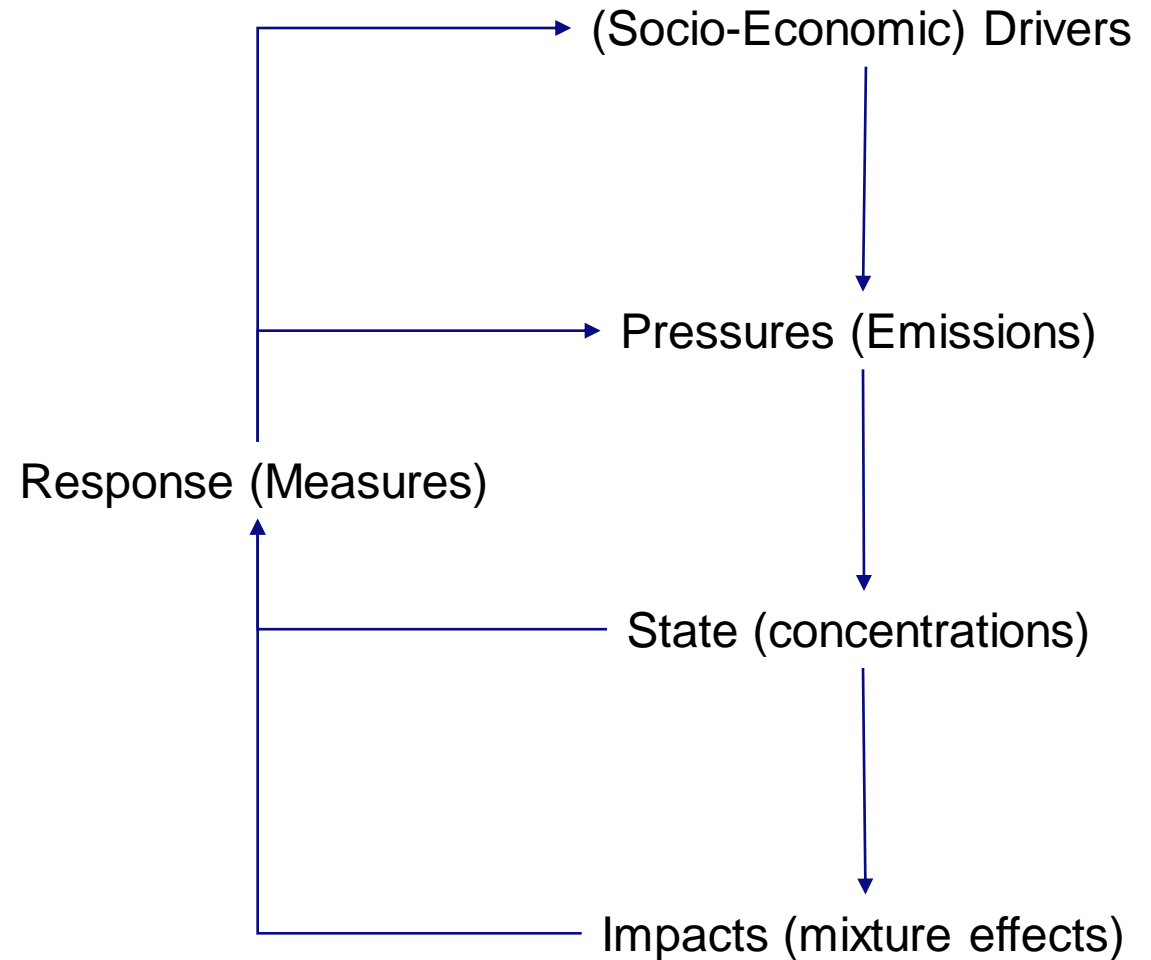 (Socio-Economic) Drivers
Pressures (Emissions)
Response (Measures)
State (concentrations)
Impacts (mixture effects)